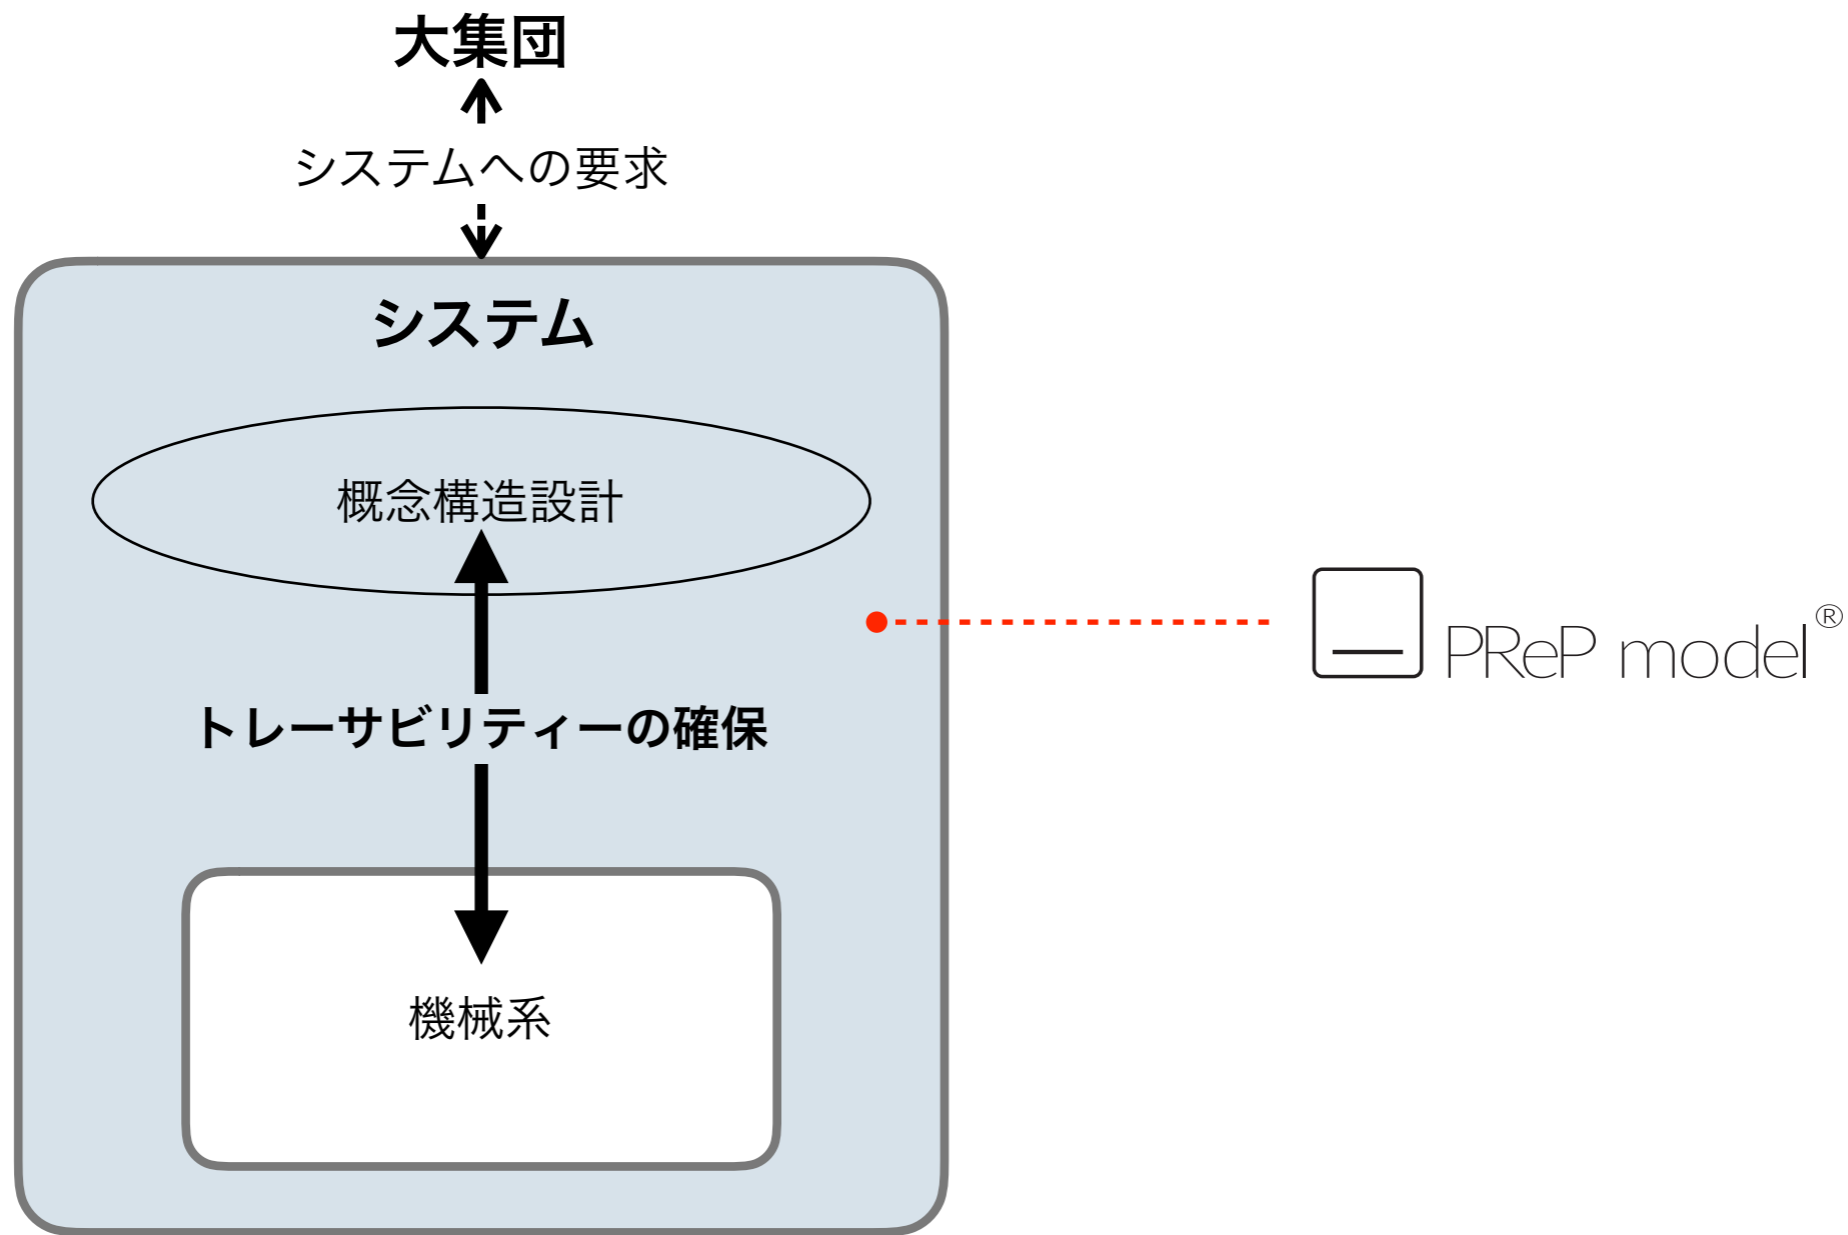 大集団
システムへの要求
システム
概念構造設計
トレーサビリティーの確保
PReP model®
機械系